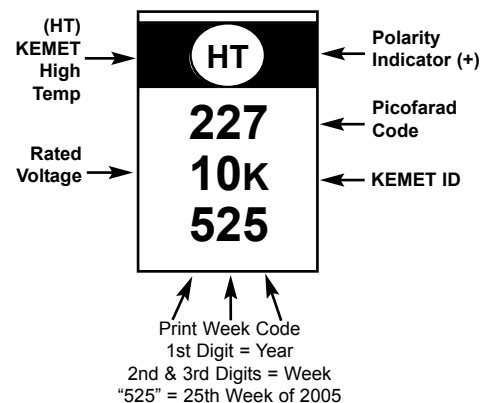 (HT)
KEMET
High
Temp
HT
Polarity
Indicator (+)
227
Picofarad
Code
Rated
Voltage
10K
KEMET ID
525
Print Week Code
1st Digit = Year
2nd & 3rd Digits = Week
“525” = 25th Week of 2005